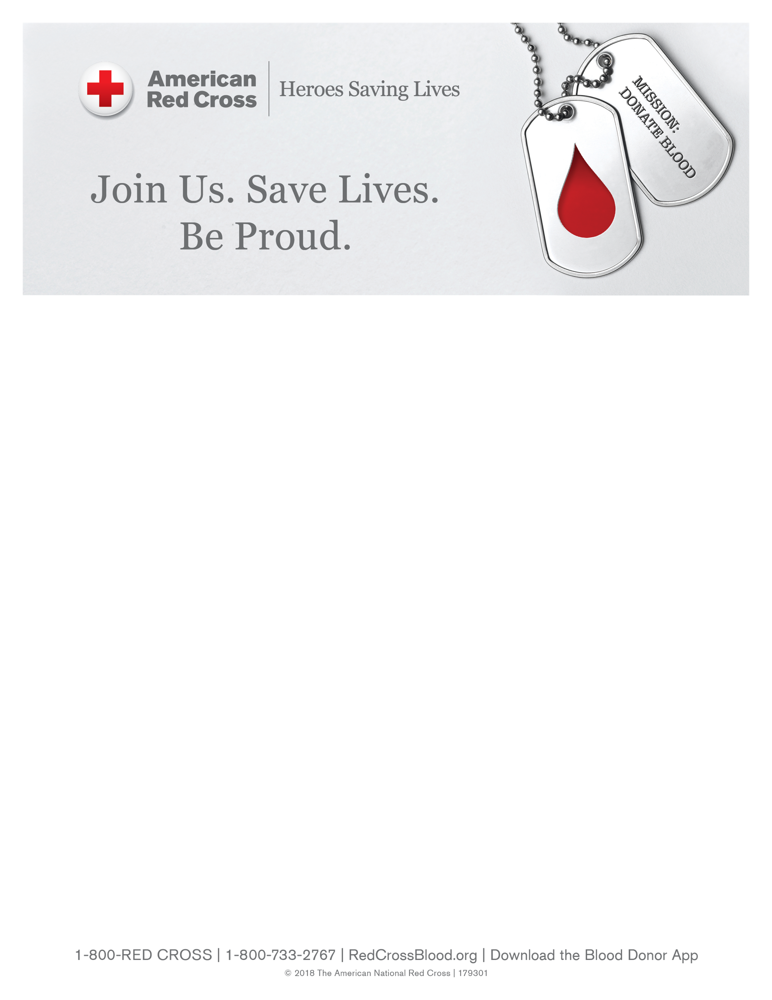 American
Red Cross
Heroes Saving Lives
MISSION:
DONATE BLOOD
Join Us. Save Lives.
Be Proud.
1-800-RED CROSS | 1-800-733-2767 | RedCrossBlood.org | Download the Blood Donor App
© 2018 The American National Red Cross | 179301